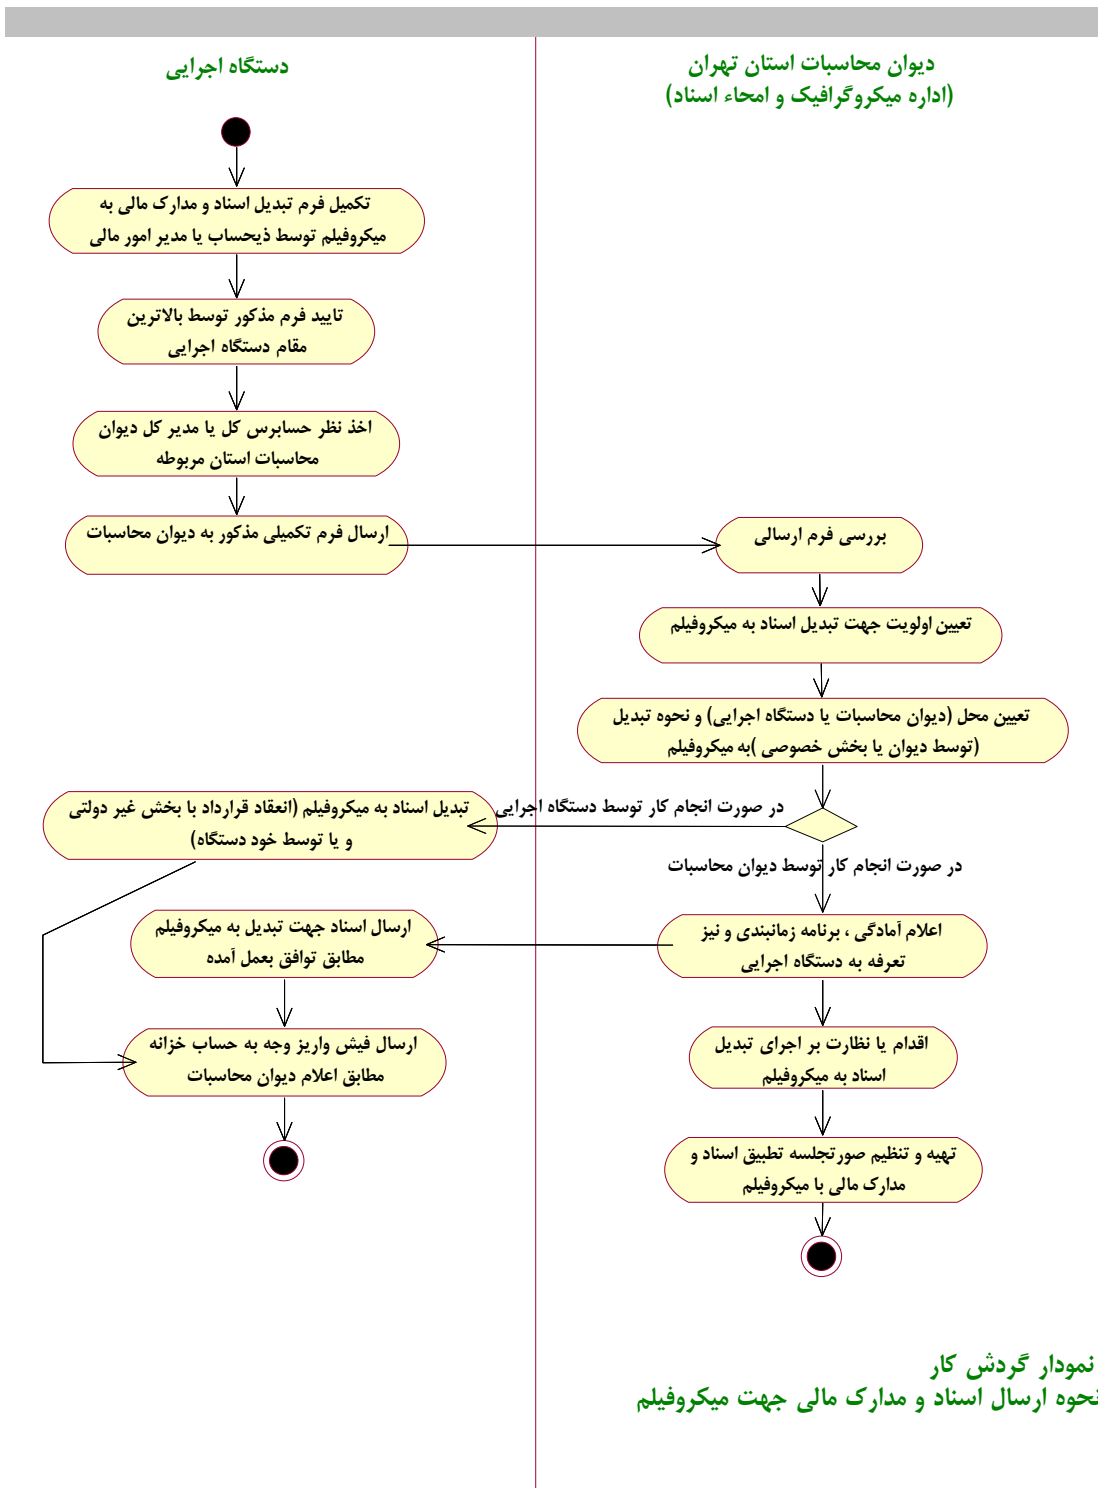 دستگاه اجرایی
دیوان محاسبات استان تهران
(اداره میکروگرافیک و امحاء اسناد)
تکمیل فرم تبدیل اسناد و مدارک مالی به
میکروفیلم توسط ذیحساب یا مدیر امور مالی
تایید فرم مذکور توسط بالاترین
مقام دستگاه اجرایی
اخذ نظر حسابرس کل یا مدیر کل دیوان
محاسبات استان مربوطه
ارسال فرم تکمیلی مذکور به دیوان محاسبات
بررسی فرم ارسالی
تعیین اولویت جهت تبدیل اسناد به میکروفیلم
تعیین محل (دیوان محاسبات یا دستگاه اجرایی) و نحوه تبدیل
(توسط دیوان یا بخش خصوصی )به میکروفیلم
در صورت انجام کار توسط دستگاه اجرایی
تبدیل اسناد به میکروفیلم (انعقاد قرارداد با بخش غیر دولتی
و یا توسط خود دستگاه)
در صورت انجام کار توسط دیوان محاسبات
اعلام آمادگی ، برنامه زمانبندی و نیز
تعرفه به دستگاه اجرایی
ارسال اسناد جهت تبدیل به میکروفیلم
مطابق توافق بعمل آمده
ارسال فیش واریز وجه به حساب خزانه
مطابق اعلام دیوان محاسبات
اقدام یا نظارت بر اجرای تبدیل
اسناد به میکروفیلم
تهیه و تنظیم صورتجلسه تطبیق اسناد و
مدارک مالی با میکروفیلم
نمودار گردش کار
نحوه ارسال اسناد و مدارک مالی جهت میکروفیلم